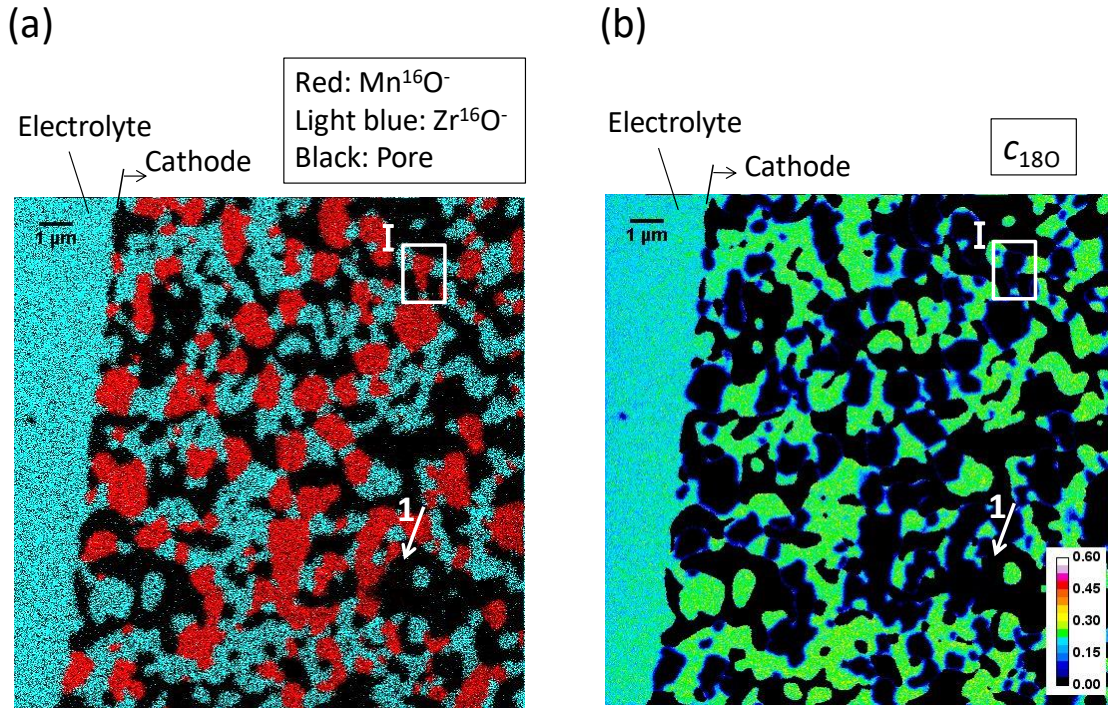 (a)
Red: Mn¹⁶O⁻
Light blue: Zr¹⁶O⁻
Black: Pore
Electrolyte
Cathode
1 µm
I
1
(b)
c₁₈O
Electrolyte
Cathode
1 µm
I
1
0.60
0.45
0.30
0.15
0.00